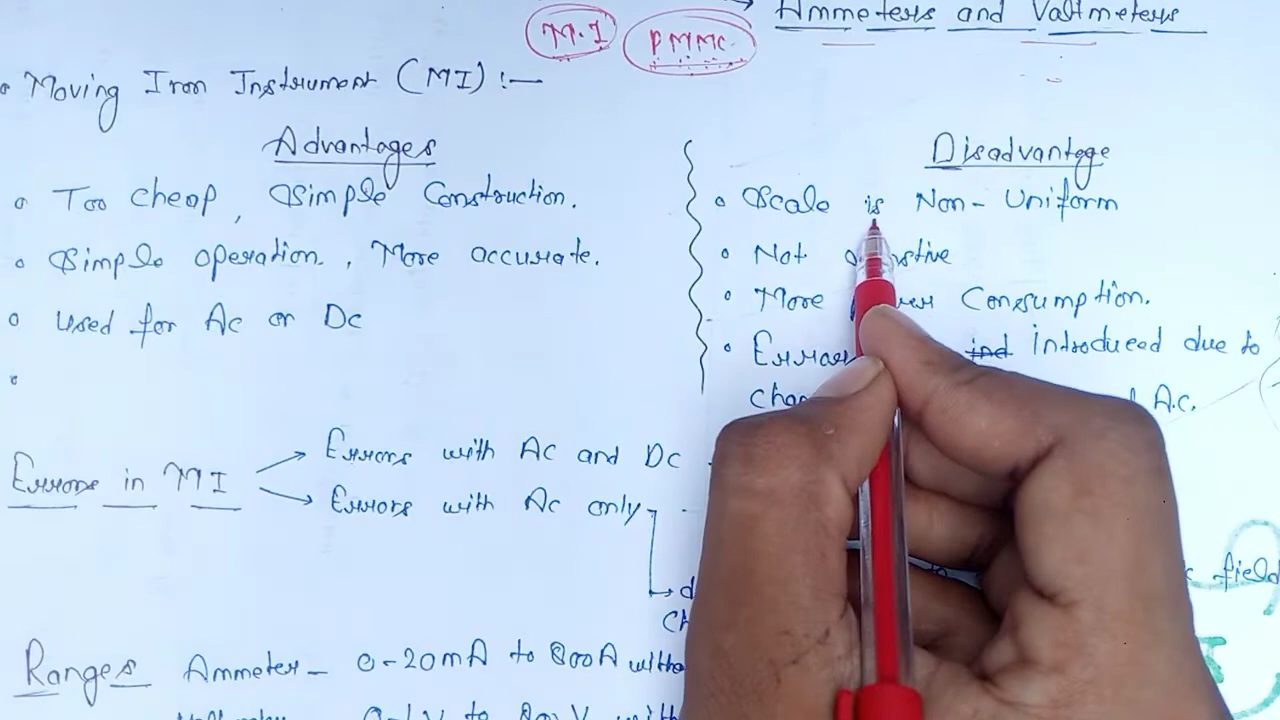 Ammeters and Voltmeters
M.I PMMC
• Moving Iron Instrument (MI) :-
Advantages
• Too cheap, Simple Construction.
• Simple operation, More accurate.
• Used for Ac or Dc
Disadvantage
• Scale is Non-Uniform
• Not
• More Consumption.
• introduced due to
A.C.
Errors in MI
Errors with Ac and Dc
Errors with Ac only
field
Ranges Ammeter - 0-20mA to 800A